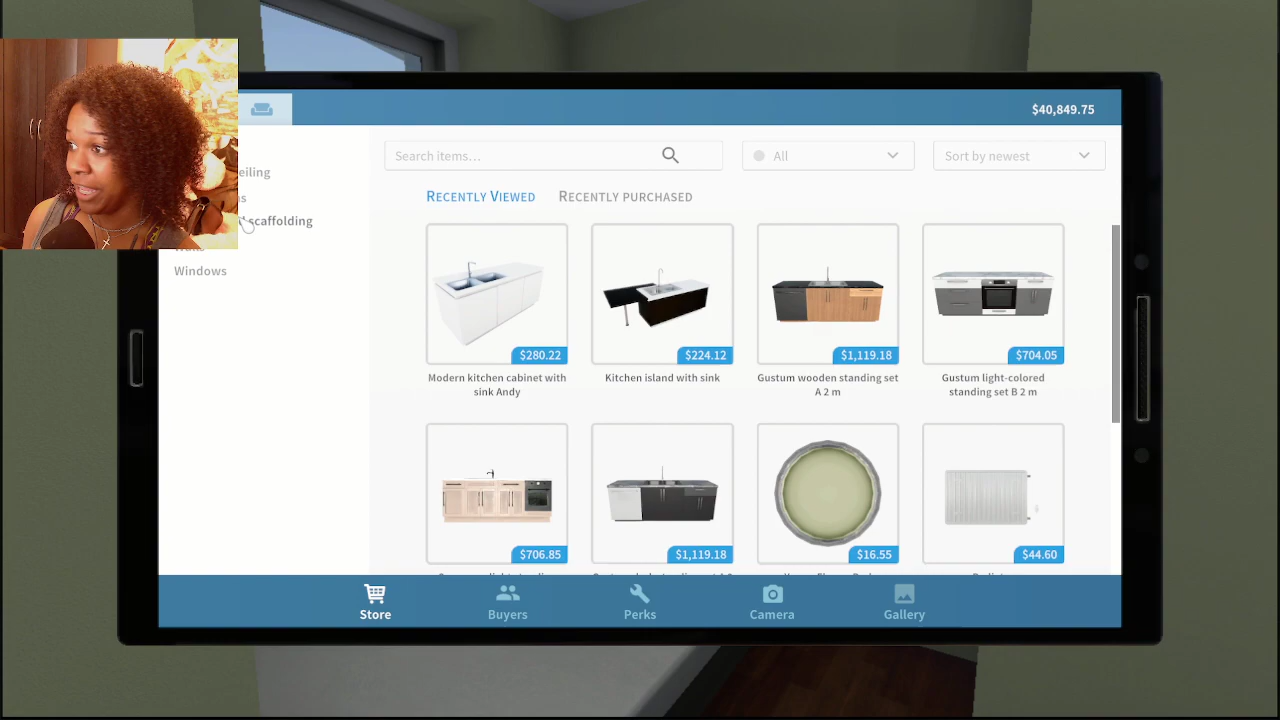 $40,849.75
Search items...
All
Sort by newest
eiling
RECENTLY VIEWED
RECENTLY PURCHASED
scaffolding
Windows
$280.22
$224.12
$1,119.18
$704.05
Modern kitchen cabinet with
sink Andy
Kitchen island with sink
Gustum wooden standing set
A 2 m
Gustum light-colored
standing set B 2 m
$706.85
$1,119.18
$16.55
$44.60
Store
Buyers
Perks
Camera
Gallery